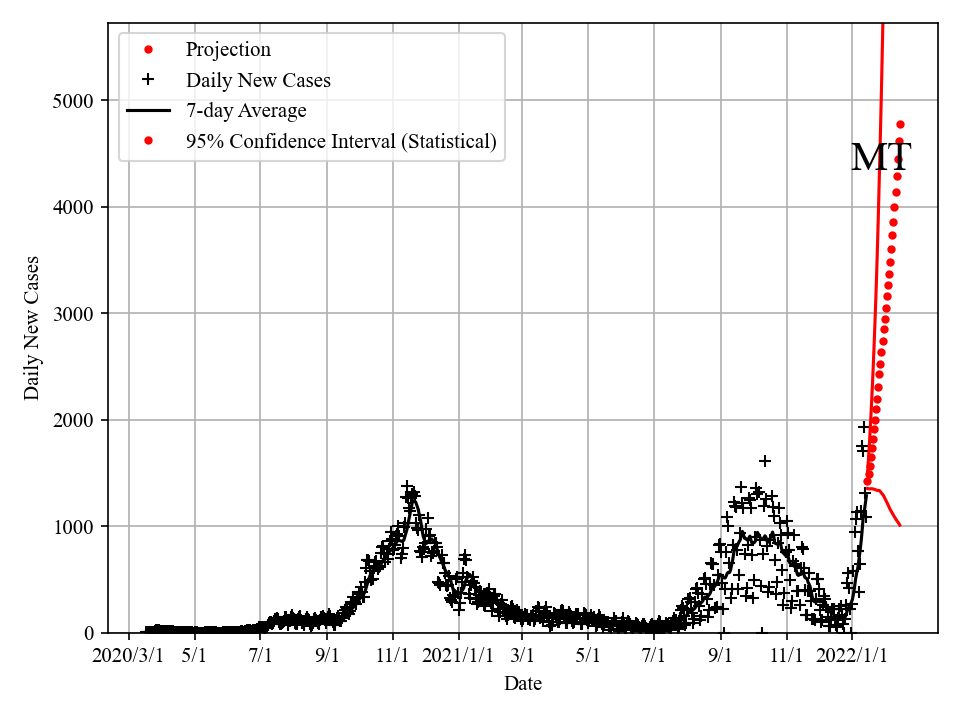 Projection
Daily New Cases
7-day Average
95% Confidence Interval (Statistical)
MT
Daily New Cases
5000
4000
3000
2000
1000
0
2020/3/1 5/1 7/1 9/1 11/1 2021/1/1 3/1 5/1 7/1 9/1 11/1 2022/1/1
Date